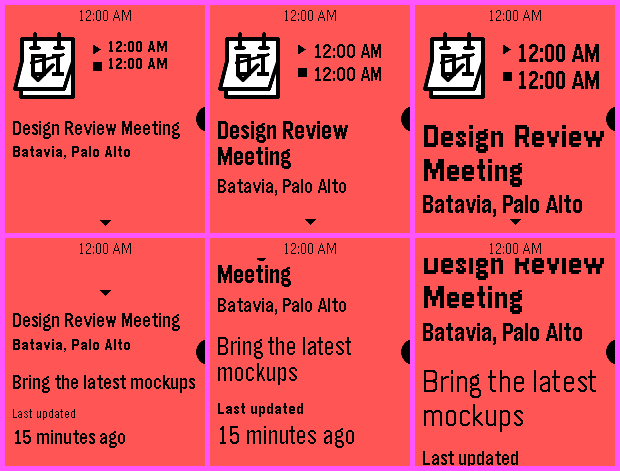 12:00 AM
12:00 AM
12:00 AM
Design Review Meeting
Batavia, Palo Alto
12:00 AM
12:00 AM
12:00 AM
Design Review
Meeting
Batavia, Palo Alto
12:00 AM
12:00 AM
12:00 AM
Design Review
Meeting
Batavia, Palo Alto
12:00 AM
Design Review Meeting
Batavia, Palo Alto
Bring the latest mockups
Last updated
15 minutes ago
12:00 AM
Meeting
Batavia, Palo Alto
Bring the latest
mockups
Last updated
15 minutes ago
12:00 AM
Design Review
Meeting
Batavia, Palo Alto
Bring the latest
mockups
Last updated